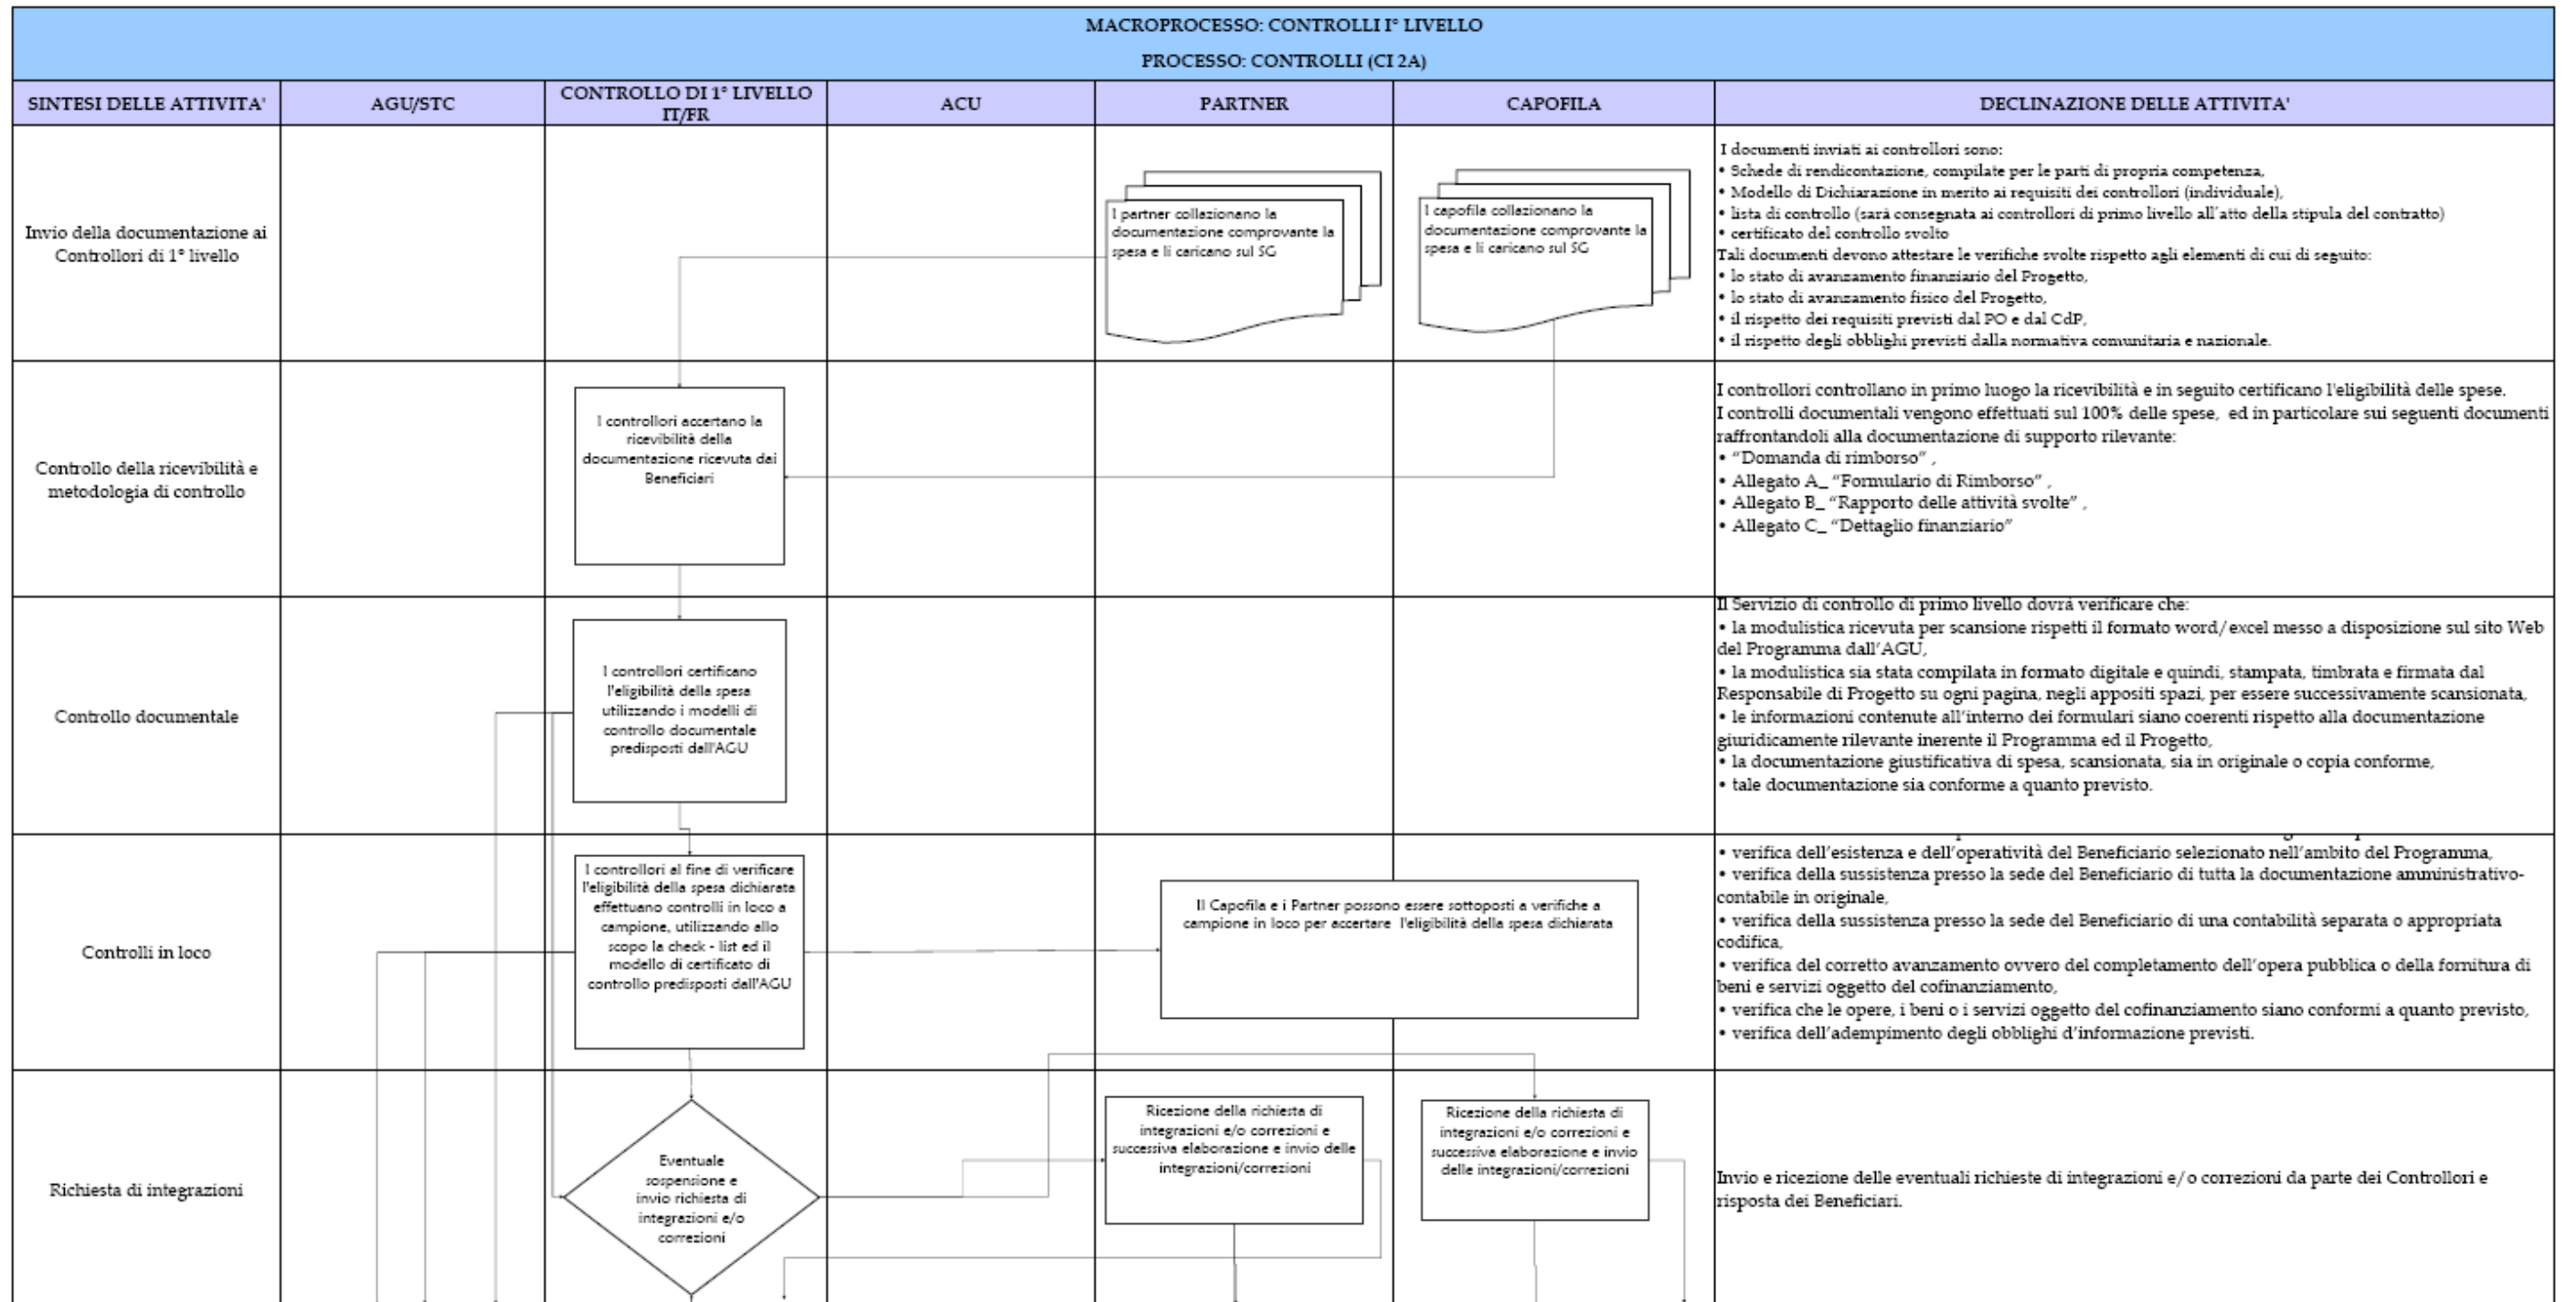 MACROPROCESSO: CONTROLLI I° LIVELLO
PROCESSO: CONTROLLI (CI 2A)
SINTESI DELLE ATTIVITA'
AGU/STC
CONTROLLO DI 1° LIVELLO
IT/FR
ACU
PARTNER
CAPOFILA
DECLINAZIONE DELLE ATTIVITA'
Invio della documentazione ai
Controllori di 1° livello
I partner collazionano la
documentazione comprovante la
spesa e li caricano sul SG
I capofila collazionano la
documentazione comprovante la
spesa e li caricano sul SG
I documenti inviati ai controllori sono:
• Schede di rendicontazione, compilate per le parti di propria competenza,
• Modello di Dichiarazione in merito ai requisiti dei controllori (individuale),
• lista di controllo (sarà consegnata ai controllori di primo livello all'atto della stipula del contratto)
• certificato del controllo svolto
Tali documenti devono attestare le verifiche svolte rispetto agli elementi di cui di seguito:
• lo stato di avanzamento finanziario del Progetto,
• lo stato di avanzamento fisico del Progetto,
• il rispetto dei requisiti previsti dal PO e dal CdP,
• il rispetto degli obblighi previsti dalla normativa comunitaria e nazionale.
Controllo della ricevibilità e
metodologia di controllo
I controllori accertano la
ricevibilità della
documentazione ricevuta dai
Beneficiari
I controllori controllano in primo luogo la ricevibilità e in seguito certificano l'eligibilità delle spese.
I controlli documentali vengono effettuati sul 100% delle spese, ed in particolare sui seguenti documenti
raffrontandoli alla documentazione di supporto rilevante:
• "Domanda di rimborso" ,
• Allegato A_ "Formulario di Rimborso" ,
• Allegato B_ "Rapporto delle attività svolte" ,
• Allegato C_ "Dettaglio finanziario"
Controllo documentale
I controllori certificano
l'eligibilità della spesa
utilizzando i modelli di
controllo documentale
predisposti dall'AGU
Il Servizio di controllo di primo livello dovrà verificare che:
• la modulistica ricevuta per scansione rispetti il formato word/excel messo a disposizione sul sito Web
del Programma dall'AGU,
• la modulistica sia stata compilata in formato digitale e quindi, stampata, timbrata e firmata dal
Responsabile di Progetto su ogni pagina, negli appositi spazi, per essere successivamente scansionata,
• le informazioni contenute all'interno dei formulari siano coerenti rispetto alla documentazione
giuridicamente rilevante inerente il Programma ed il Progetto,
• la documentazione giustificativa di spesa, scansionata, sia in originale o copia conforme,
• tale documentazione sia conforme a quanto previsto.
Controlli in loco
I controllori al fine di verificare
l'eligibilità della spesa dichiarata
effettuano controlli in loco a
campione, utilizzando allo
scopo la check - list ed il
modello di certificato di
controllo predisposti dall'AGU
Il Capofila e i Partner possono essere sottoposti a verifiche a
campione in loco per accertare l'eligibilità della spesa dichiarata
• verifica dell'esistenza e dell'operatività del Beneficiario selezionato nell'ambito del Programma,
• verifica della sussistenza presso la sede del Beneficiario di tutta la documentazione amministrativo-
contabile in originale,
• verifica della sussistenza presso la sede del Beneficiario di una contabilità separata o appropriata
codifica,
• verifica del corretto avanzamento ovvero del completamento dell'opera pubblica o della fornitura di
beni e servizi oggetto del cofinanziamento,
• verifica che le opere, i beni o i servizi oggetto del cofinanziamento siano conformi a quanto previsto,
• verifica dell'adempimento degli obblighi d'informazione previsti.
Richiesta di integrazioni
Eventuale
sospensione e
invio richiesta di
integrazioni e/o
correzioni
Ricezione della richiesta di
integrazioni e/o correzioni e
successiva elaborazione e invio delle
integrazioni/correzioni
Ricezione della richiesta di
integrazioni e/o correzioni e
successiva elaborazione e invio
delle integrazioni/correzioni
Invio e ricezione delle eventuali richieste di integrazioni e/o correzioni da parte dei Controllori e
risposta dei Beneficiari.